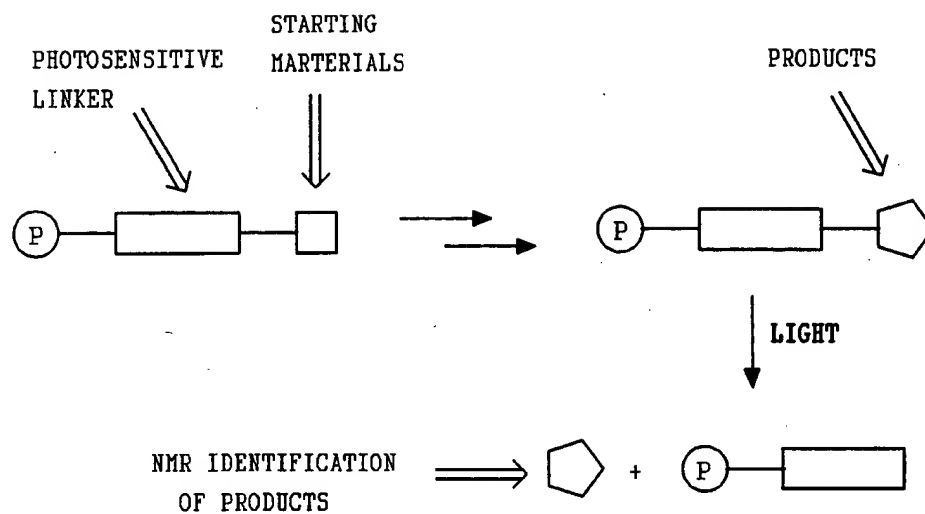 STARTING
MARTERIALS
PHOTOSENSITIVE
LINKER
PRODUCTS
P
P
LIGHT
NMR IDENTIFICATION
OF PRODUCTS
+
P